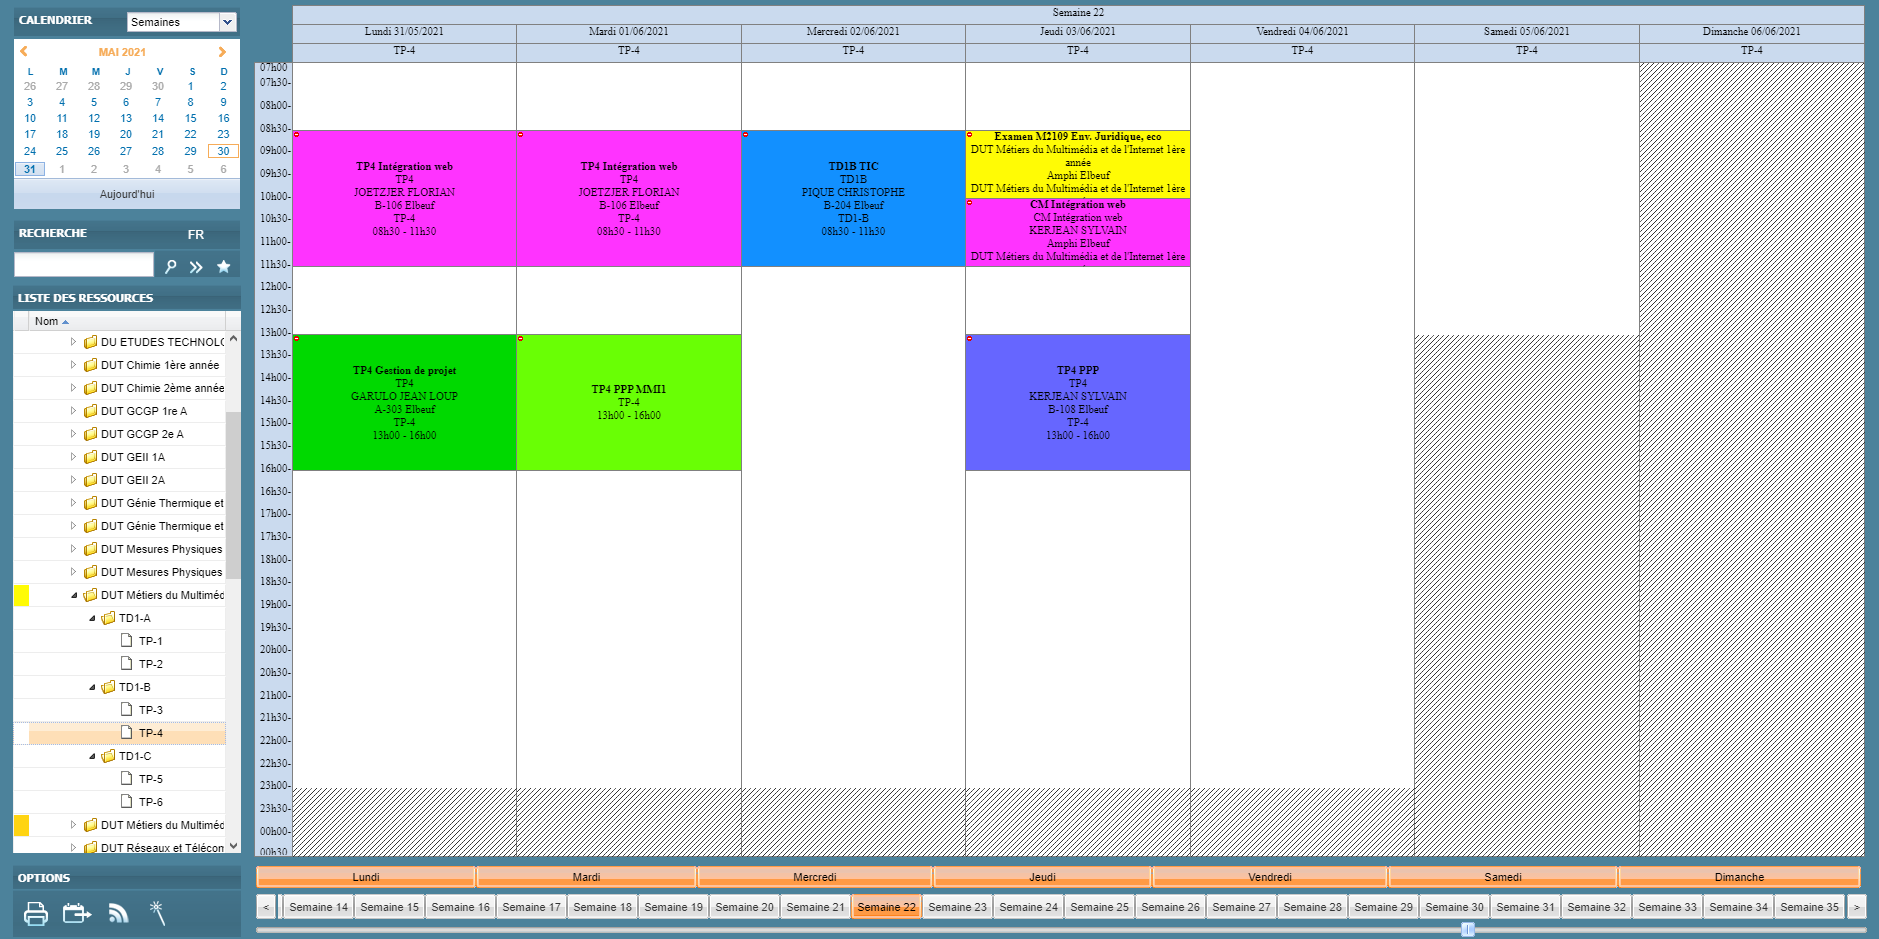 CALENDRIER
Semaines
MAI 2021
L M M J V S D
26 27 28 29 30 1 2
3 4 5 6 7 8 9
10 11 12 13 14 15 16
17 18 19 20 21 22 23
24 25 26 27 28 29 30
31 1 2 3 4 5 6
Aujourd'hui
RECHERCHE FR
LISTE DES RESSOURCES
Nom
DU ETUDES TECHNOLO
DUT Chimie 1ère année
DUT Chimie 2ème année
DUT GCGP 1re A
DUT GCGP 2e A
DUT GEII 1A
DUT GEII 2A
DUT Génie Thermique et
DUT Génie Thermique et
DUT Mesures Physiques
DUT Mesures Physiques
DUT Métiers du Multiméd
TD1-A
TP-1
TP-2
TD1-B
TP-3
TP-4
TD1-C
TP-5
TP-6
DUT Métiers du Multiméd
DUT Réseaux et Télécom
OPTIONS
Semaine 22
Lundi 31/05/2021 Mardi 01/06/2021 Mercredi 02/06/2021 Jeudi 03/06/2021 Vendredi 04/06/2021 Samedi 05/06/2021 Dimanche 06/06/2021
TP-4 TP-4 TP-4 TP-4 TP-4 TP-4 TP-4
07h00
07h30-
08h00-
08h30-
09h00-
09h30-
10h00-
10h30-
11h00-
11h30-
12h00-
12h30-
13h00-
13h30-
14h00-
14h30-
15h00-
15h30-
16h00-
16h30-
17h00-
17h30-
18h00-
18h30-
19h00-
19h30-
20h00-
20h30-
21h00-
21h30-
22h00-
22h30-
23h00-
23h30-
00h00-
00h30
TP4 Intégration web
TP4
JOETZJER FLORIAN
B-106 Elbeuf
TP-4
08h30 - 11h30
TP4 Gestion de projet
TP4
GARULO JEAN LOUP
A-303 Elbeuf
TP-4
13h00 - 16h00
TP4 Intégration web
TP4
JOETZJER FLORIAN
B-106 Elbeuf
TP-4
08h30 - 11h30
TP4 PPP MMI1
TP-4
13h00 - 16h00
TD1B TIC
TD1B
PIQUE CHRISTOPHE
B-204 Elbeuf
TD1-B
08h30 - 11h30
Examen M2109 Env. Juridique, eco
DUT Métiers du Multimédia et de l'Internet 1ère
année
Amphi Elbeuf
DUT Métiers du Multimédia et de l'Internet 1ère
CM Intégration web
CM Intégration web
KERJEAN SYLVAIN
Amphi Elbeuf
DUT Métiers du Multimédia et de l'Internet 1ère
TP4 PPP
TP4
KERJEAN SYLVAIN
B-108 Elbeuf
TP-4
13h00 - 16h00
Lundi Mardi Mercredi Jeudi Vendredi Samedi Dimanche
< Semaine 14 Semaine 15 Semaine 16 Semaine 17 Semaine 18 Semaine 19 Semaine 20 Semaine 21 Semaine 22 Semaine 23 Semaine 24 Semaine 25 Semaine 26 Semaine 27 Semaine 28 Semaine 29 Semaine 30 Semaine 31 Semaine 32 Semaine 33 Semaine 34 Semaine 35 >